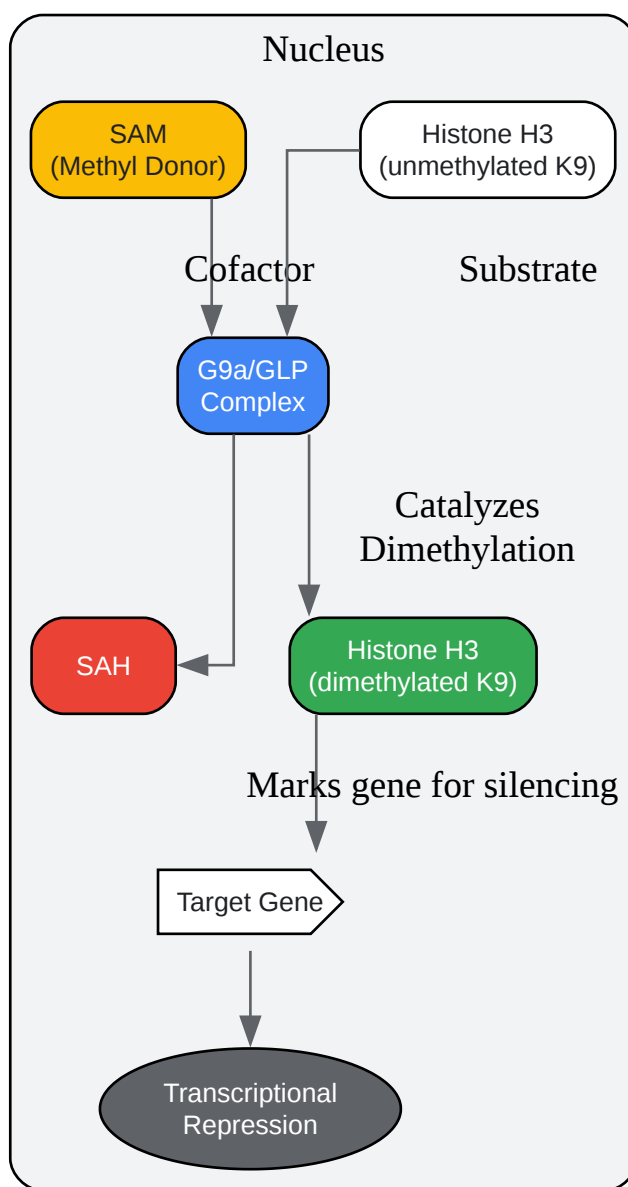 Nucleus
SAM
(Methyl Donor)
Histone H3
(unmethylated K9)
Cofactor
Substrate
G9a/GLP
Complex
Catalyzes
Dimethylation
SAH
Histone H3
(dimethylated K9)
Marks gene for silencing
Target Gene
Transcriptional
Repression